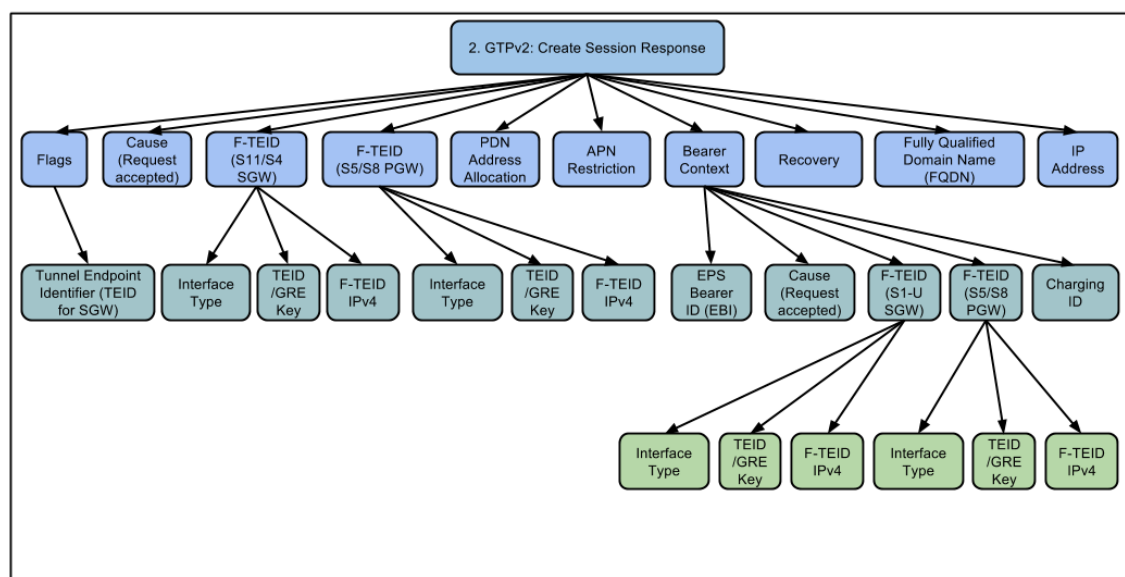 2. GTPv2: Create Session Response
Flags
Cause
(Request
accepted)
F-TEID
(S11/S4
SGW)
F-TEID
(S5/S8 PGW)
PDN
Address
Allocation
APN
Restriction
Bearer
Context
Recovery
Fully Qualified
Domain Name
(FQDN)
IP
Address
Tunnel Endpoint
Identifier (TEID
for SGW)
Interface
Type
TEID
/GRE
Key
F-TEID
IPv4
Interface
Type
TEID
/GRE
Key
F-TEID
IPv4
EPS
Bearer
ID (EBI)
Cause
(Request
accepted)
F-TEID
(S1-U
SGW)
F-TEID
(S5/S8
PGW)
Charging
ID
Interface
Type
TEID
/GRE
Key
F-TEID
IPv4
Interface
Type
TEID
/GRE
Key
F-TEID
IPv4